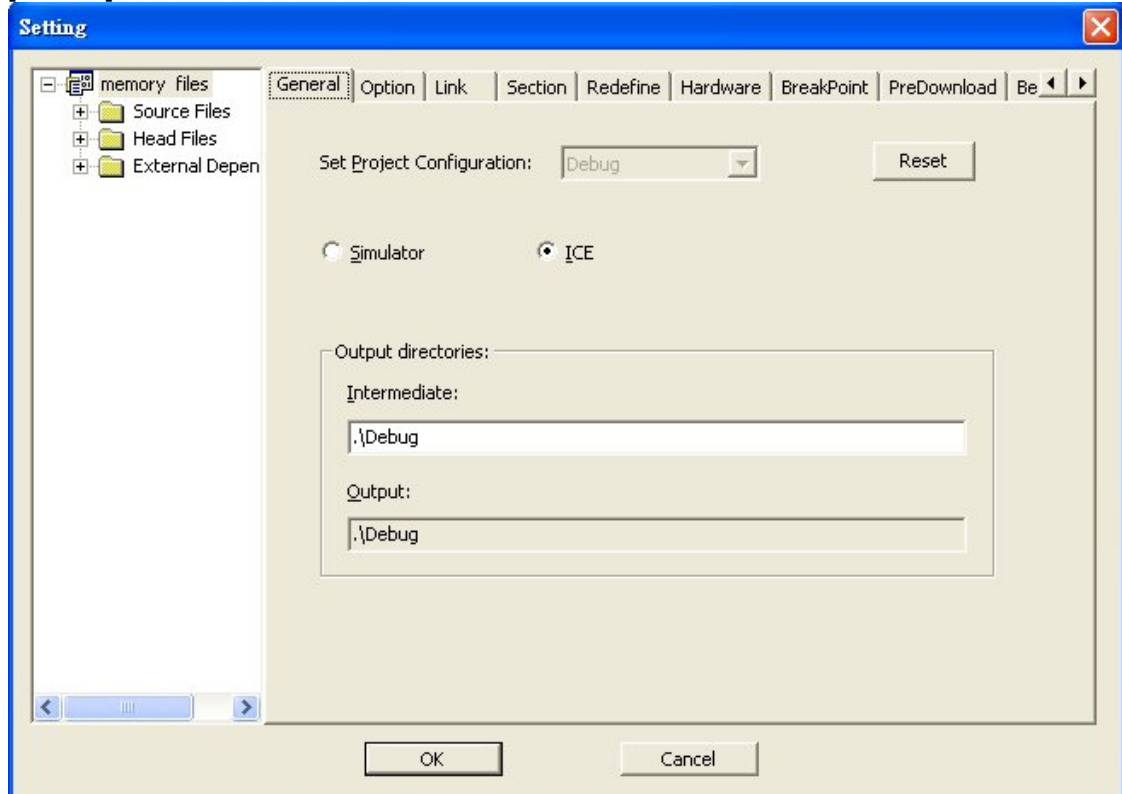 Setting
memory files
Source Files
Head Files
External Depen
General Option Link Section Redefine Hardware BreakPoint PreDownload Be
Set Project Configuration: Debug Reset
Simulator ICE
Output directories:
Intermediate:
.\Debug
Output:
.\Debug
OK Cancel